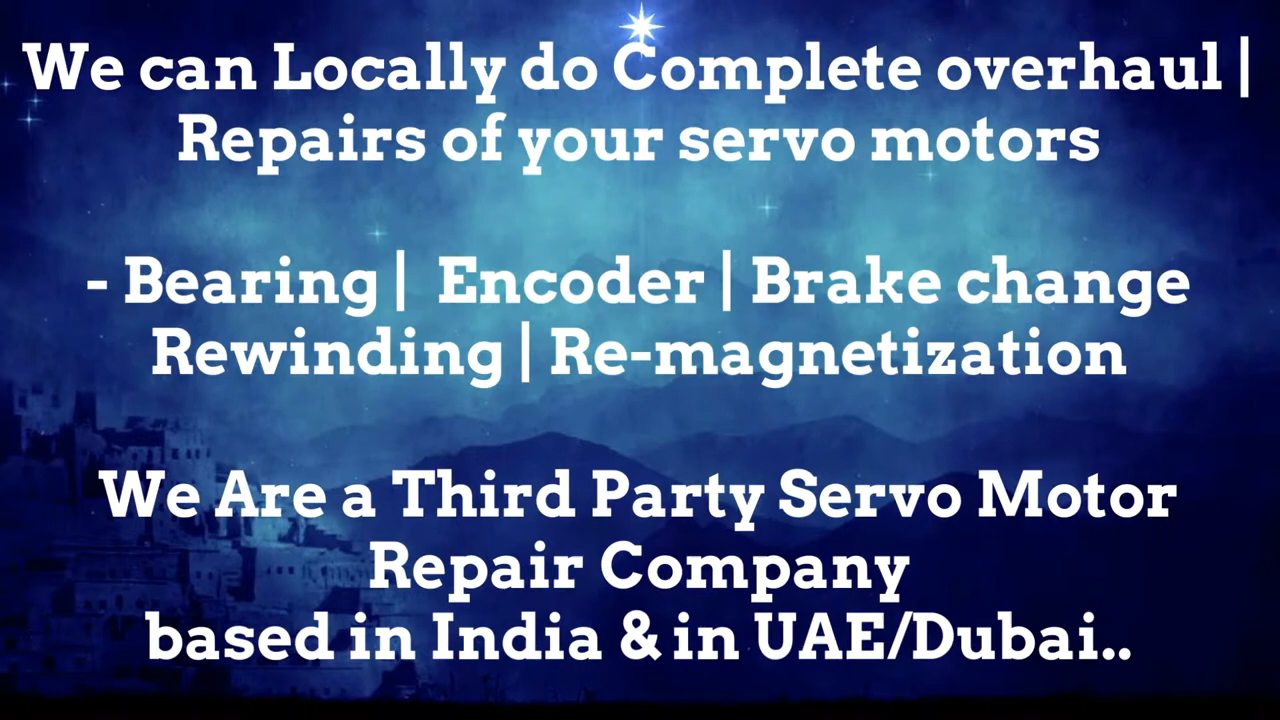 We can Locally do Complete overhaul |
Repairs of your servo motors
- Bearing | Encoder | Brake change
Rewinding | Re-magnetization
We Are a Third Party Servo Motor
Repair Company
based in India & in UAE/Dubai..